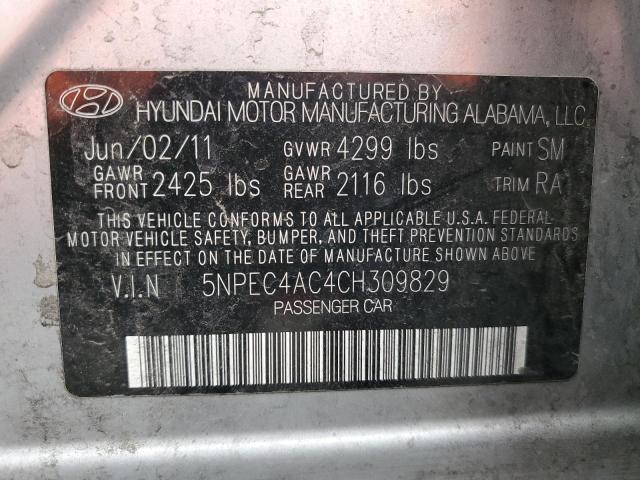 MANUFACTURED BY
HYUNDAI MOTOR MANUFACTURING ALABAMA, LLC
Jun/02/11 GVWR 4299 lbs PAINT SM
GAWR FRONT 2425 lbs GAWR REAR 2116 lbs TRIM RA
THIS VEHICLE CONFORMS TO ALL APPLICABLE U.S.A. FEDERAL
MOTOR VEHICLE SAFETY, BUMPER, AND THEFT PREVENTION STANDARDS
IN EFFECT ON THE DATE OF MANUFACTURE SHOWN ABOVE.
V.I.N 5NPEC4AC4CH309829
PASSENGER CAR